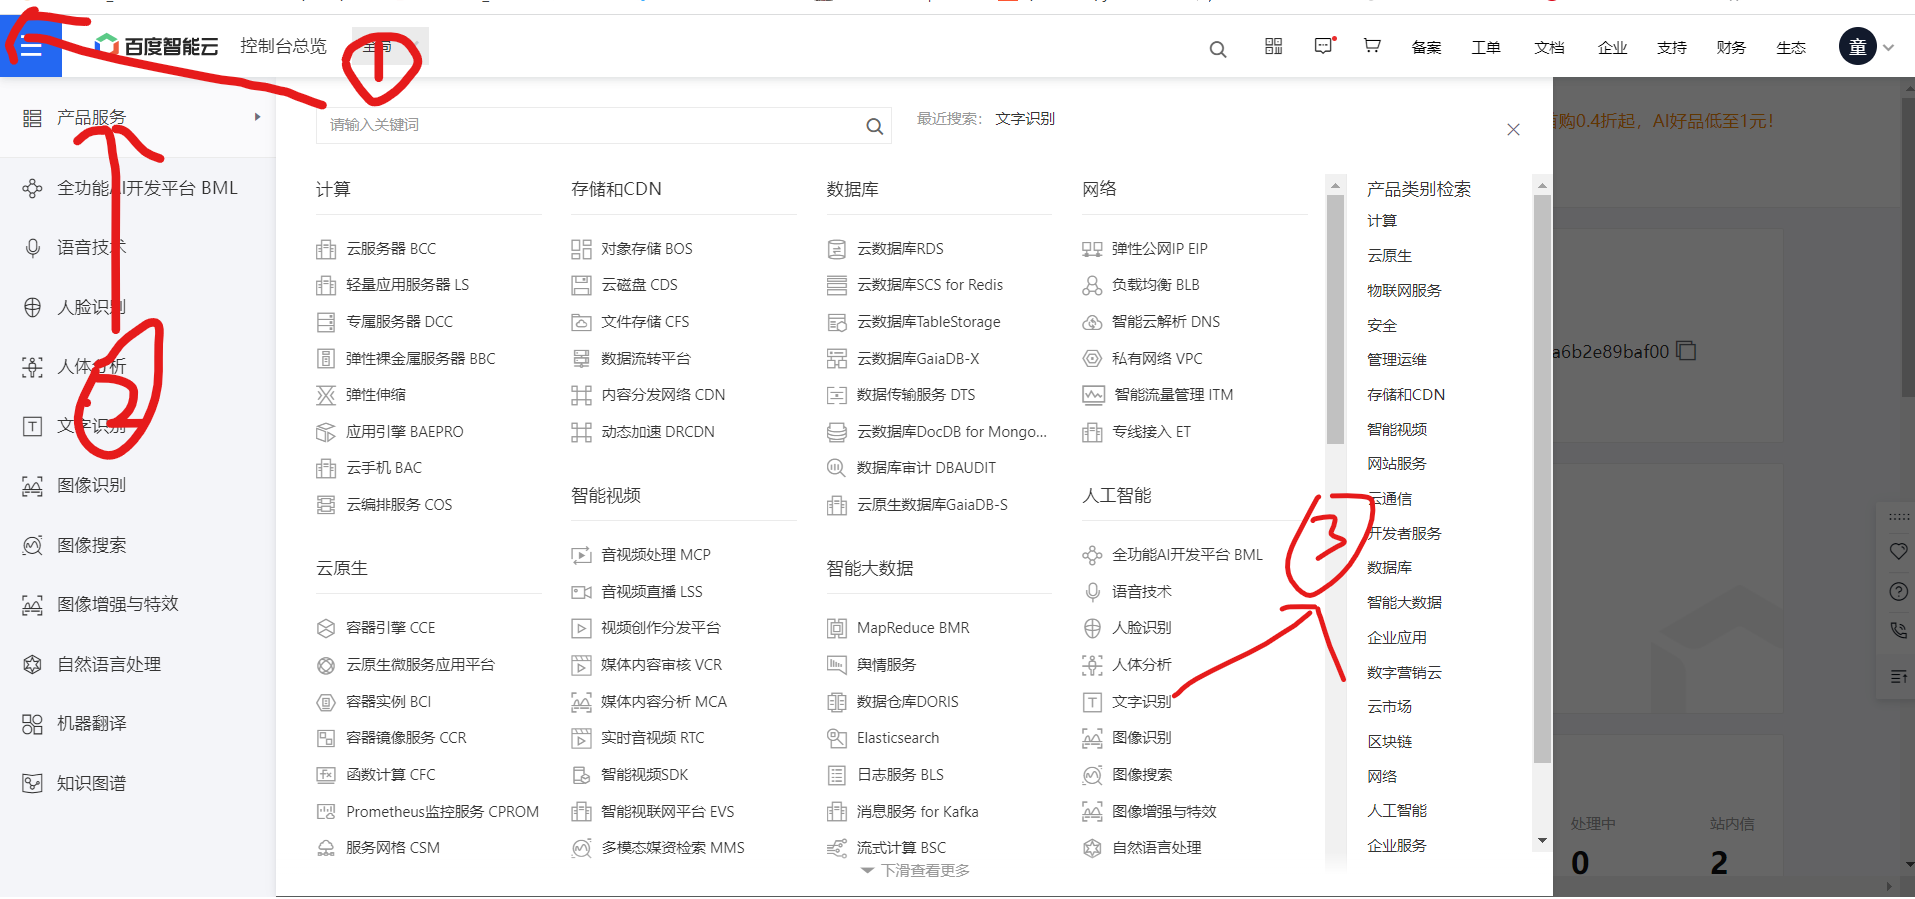 百度智能云 控制台总览 全局 备案 工单 文档 企业 支持 财务 生态 童
①
产品服务
全功能AI开发平台 BML
语音技术
人脸识别
人体分析
文字识别
图像识别
图像搜索
图像增强与特效
自然语言处理
机器翻译
知识图谱
②
请输入关键词
最近搜索: 文字识别
计算
云服务器 BCC
轻量应用服务器 LS
专属服务器 DCC
弹性裸金属服务器 BBC
弹性伸缩
应用引擎 BAEPRO
云手机 BAC
云编排服务 COS
云原生
容器引擎 CCE
云原生微服务应用平台
容器实例 BCI
容器镜像服务 CCR
函数计算 CFC
Prometheus监控服务 CPROM
服务网格 CSM
存储和CDN
对象存储 BOS
云磁盘 CDS
文件存储 CFS
数据流转平台
内容分发网络 CDN
动态加速 DRCDN
智能视频
音视频处理 MCP
音视频直播 LSS
视频创作分发平台
媒体内容审核 VCR
媒体内容分析 MCA
实时音视频 RTC
智能视频SDK
智能视联网平台 EVS
多模态媒资检索 MMS
数据库
云数据库RDS
云数据库SCS for Redis
云数据库TableStorage
云数据库GaiaDB-X
数据传输服务 DTS
云数据库DocDB for Mongo...
数据库审计 DBAUDIT
云原生数据库GaiaDB-S
智能大数据
MapReduce BMR
舆情服务
数据仓库DORIS
Elasticsearch
日志服务 BLS
消息服务 for Kafka
流式计算 BSC
下滑查看更多
网络
弹性公网IP EIP
负载均衡 BLB
智能云解析 DNS
私有网络 VPC
智能流量管理 ITM
专线接入 ET
人工智能
全功能AI开发平台 BML
语音技术
人脸识别
人体分析
文字识别
图像识别
图像搜索
图像增强与特效
自然语言处理
③
产品类别检索
计算
云原生
物联网服务
安全
管理运维
存储和CDN
智能视频
网站服务
云通信
开发者服务
数据库
智能大数据
企业应用
数字营销云
云市场
区块链
网络
人工智能
企业服务
首购0.4折起，AI好品低至1元!
a6b2e89baf00
处理中 站内信
0 2